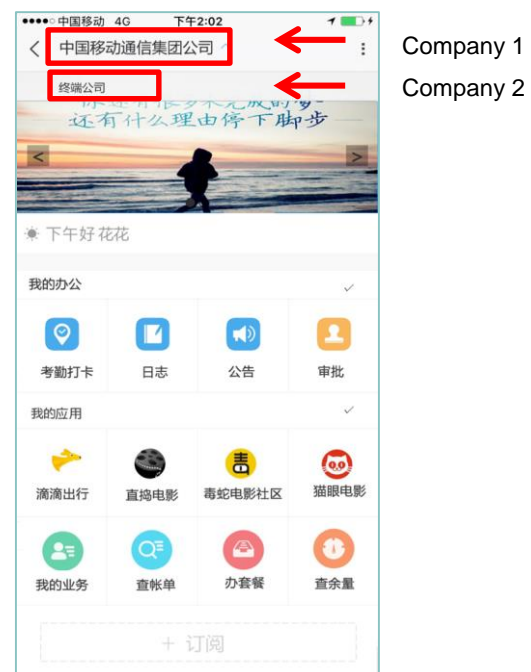 中国移动 4G 下午2:02
中国移动通信集团公司
Company 1
终端公司
Company 2
还有什么理由停下脚步
下午好 花花
我的办公
考勤打卡 日志 公告 审批
我的应用
滴滴出行 直捣电影 毒蛇电影社区 猫眼电影
我的业务 查帐单 办套餐 查余量
+ 订阅